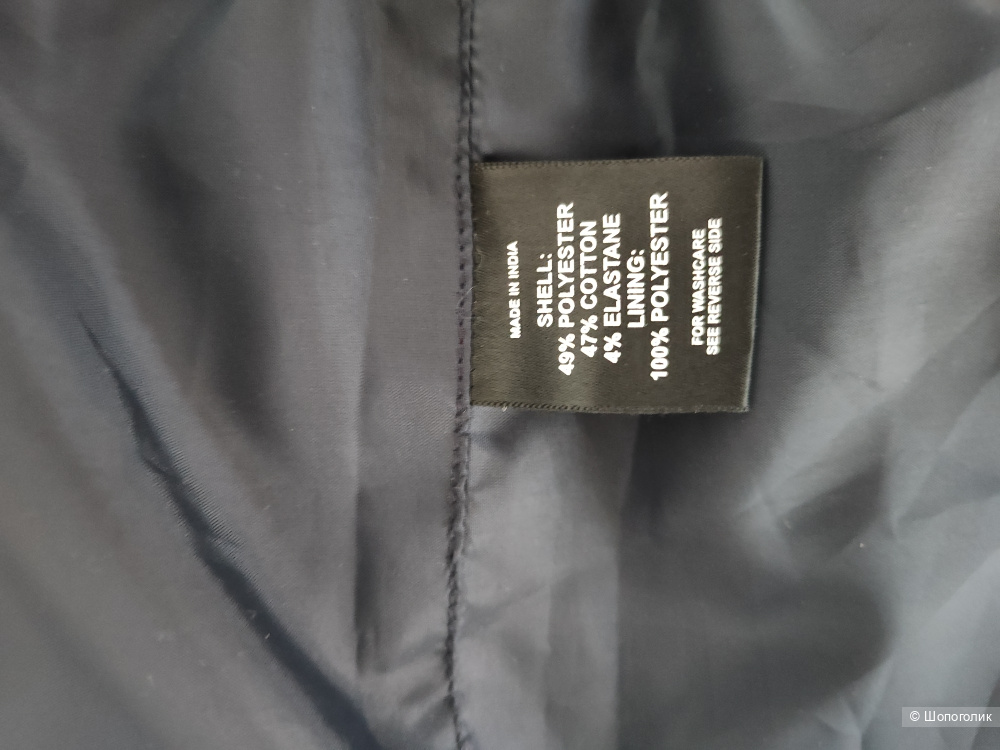 MADE IN INDIA
SHELL:
49% POLYESTER
47% COTTON
4% ELASTANE
LINING:
100% POLYESTER
FOR WASHCARE
SEE REVERSE SIDE
© Шопоголик